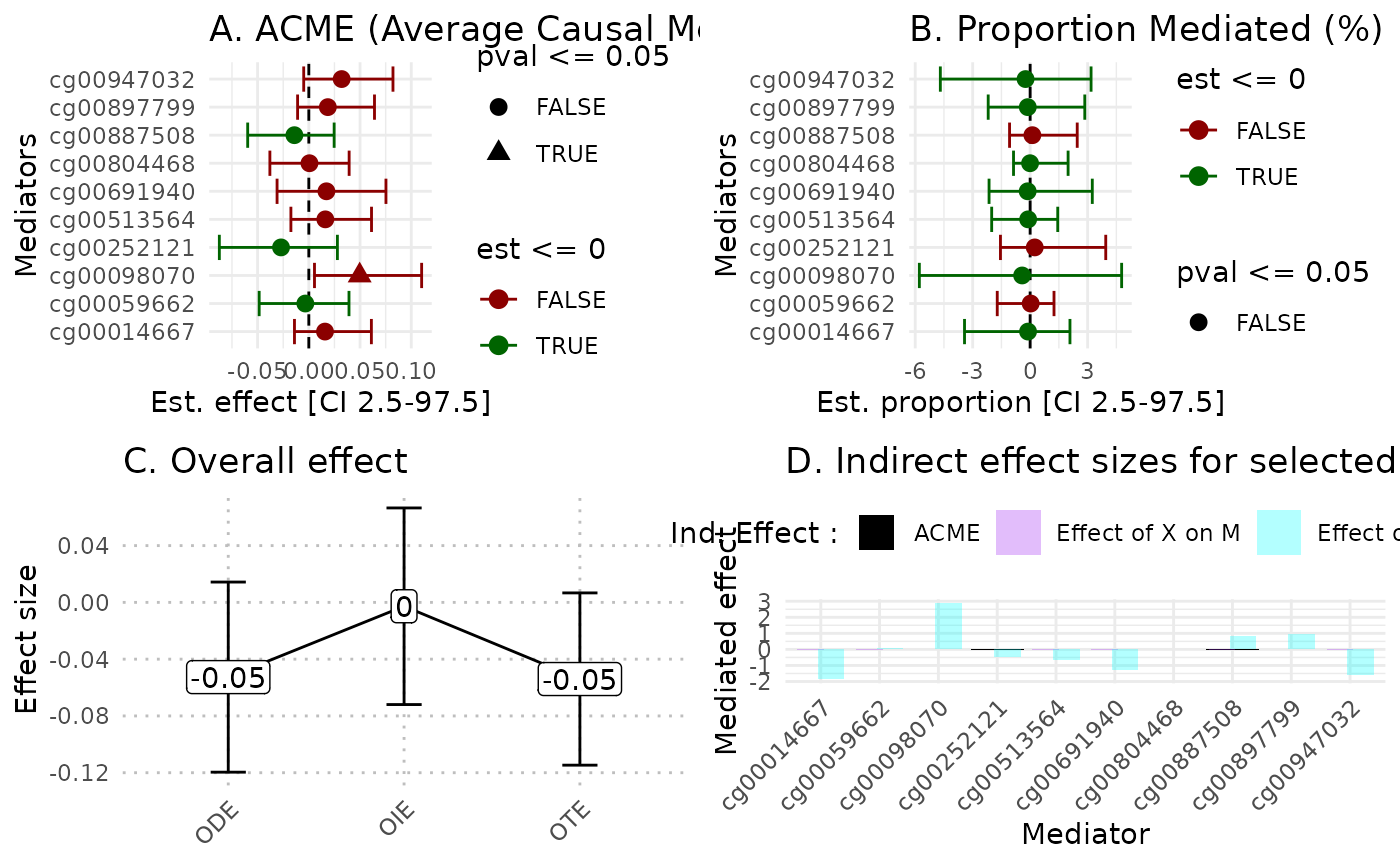 A. ACME (Average Causal Me
pval <= 0.05
FALSE
TRUE
est <= 0
FALSE
TRUE
Mediators
cg00947032
cg00897799
cg00887508
cg00804468
cg00691940
cg00513564
cg00252121
cg00098070
cg00059662
cg00014667
-0.05 0.00 0.05 0.10
Est. effect [CI 2.5-97.5]
B. Proportion Mediated (%)
Mediators
cg00947032
cg00897799
cg00887508
cg00804468
cg00691940
cg00513564
cg00252121
cg00098070
cg00059662
cg00014667
-6 -3 0 3
Est. proportion [CI 2.5-97.5]
est <= 0
FALSE
TRUE
pval <= 0.05
FALSE
C. Overall effect
Effect size
0.04
0.00
-0.04
-0.08
-0.12
-0.05
0
-0.05
ODE
OIE
OTE
D. Indirect effect sizes for selected
Ind. Effect : ACME Effect of X on M Effect o
Mediated effect
3
2
1
0
-1
-2
cg00014667
cg00059662
cg00098070
cg00252121
cg00513564
cg00691940
cg00804468
cg00887508
cg00897799
cg00947032
Mediator